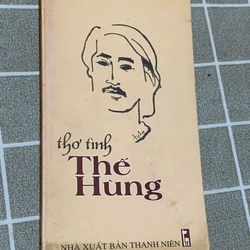 thơ tình
Thế
Hùng
NHÀ XUẤT BẢN THANH NIÊN